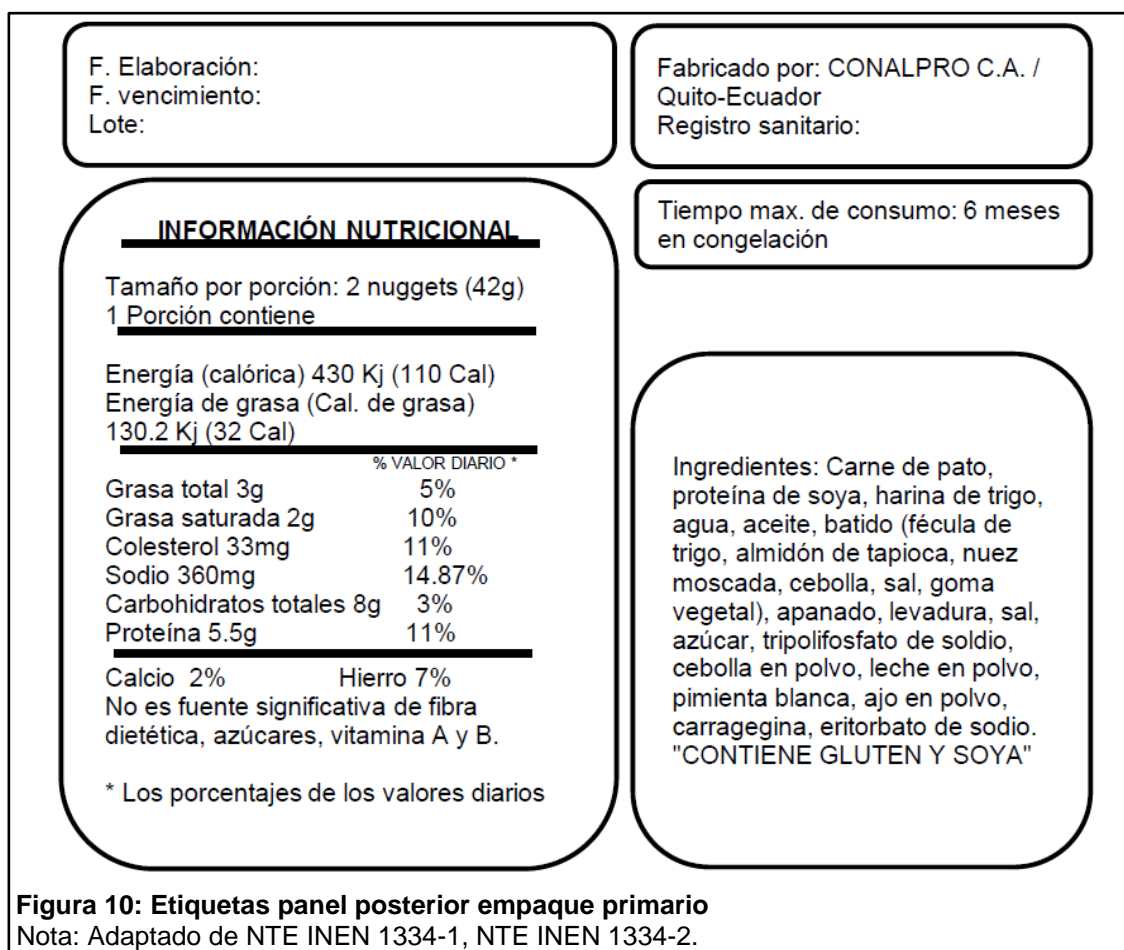 F. Elaboración:
F. vencimiento:
Lote:
Fabricado por: CONALPRO C.A. /
Quito-Ecuador
Registro sanitario:
Tiempo max. de consumo: 6 meses
en congelación
INFORMACIÓN NUTRICIONAL
Tamaño por porción: 2 nuggets (42g)
1 Porción contiene
Energía (calórica) 430 Kj (110 Cal)
Energía de grasa (Cal. de grasa)
130.2 Kj (32 Cal)
% VALOR DIARIO *
Grasa total 3g 5%
Grasa saturada 2g 10%
Colesterol 33mg 11%
Sodio 360mg 14.87%
Carbohidratos totales 8g 3%
Proteína 5.5g 11%
Calcio 2% Hierro 7%
No es fuente significativa de fibra
dietética, azúcares, vitamina A y B.
* Los porcentajes de los valores diarios
Ingredientes: Carne de pato,
proteína de soya, harina de trigo,
agua, aceite, batido (fécula de
trigo, almidón de tapioca, nuez
moscada, cebolla, sal, goma
vegetal), apanado, levadura, sal,
azúcar, tripolifosfato de soldio,
cebolla en polvo, leche en polvo,
pimienta blanca, ajo en polvo,
carragegina, eritorbato de sodio.
"CONTIENE GLUTEN Y SOYA"
Figura 10: Etiquetas panel posterior empaque primario
Nota: Adaptado de NTE INEN 1334-1, NTE INEN 1334-2.